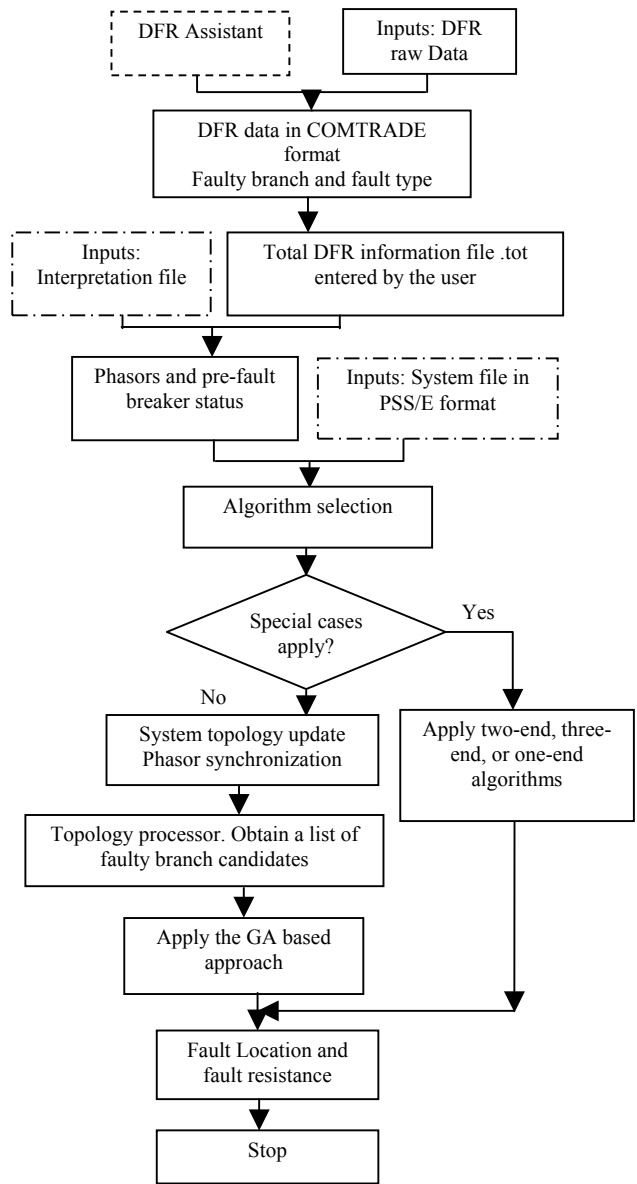 DFR Assistant
Inputs: DFR
raw Data
DFR data in COMTRADE
format
Faulty branch and fault type
Inputs:
Interpretation file
Total DFR information file .tot
entered by the user
Phasors and pre-fault
breaker status
Inputs: System file in
PSS/E format
Algorithm selection
Special cases
apply?
Yes
No
System topology update
Phasor synchronization
Apply two-end, three-
end, or one-end
algorithms
Topology processor. Obtain a list of
faulty branch candidates
Apply the GA based
approach
Fault Location and
fault resistance
Stop